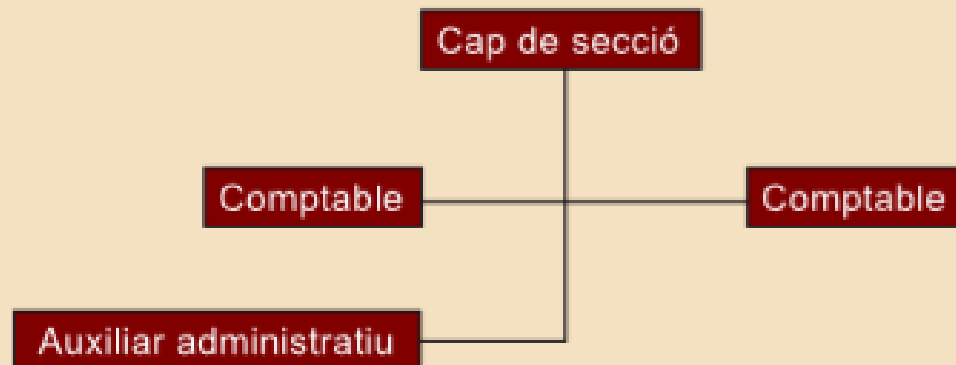 Cap de secció
Comptable
Comptable
Auxiliar administratiu